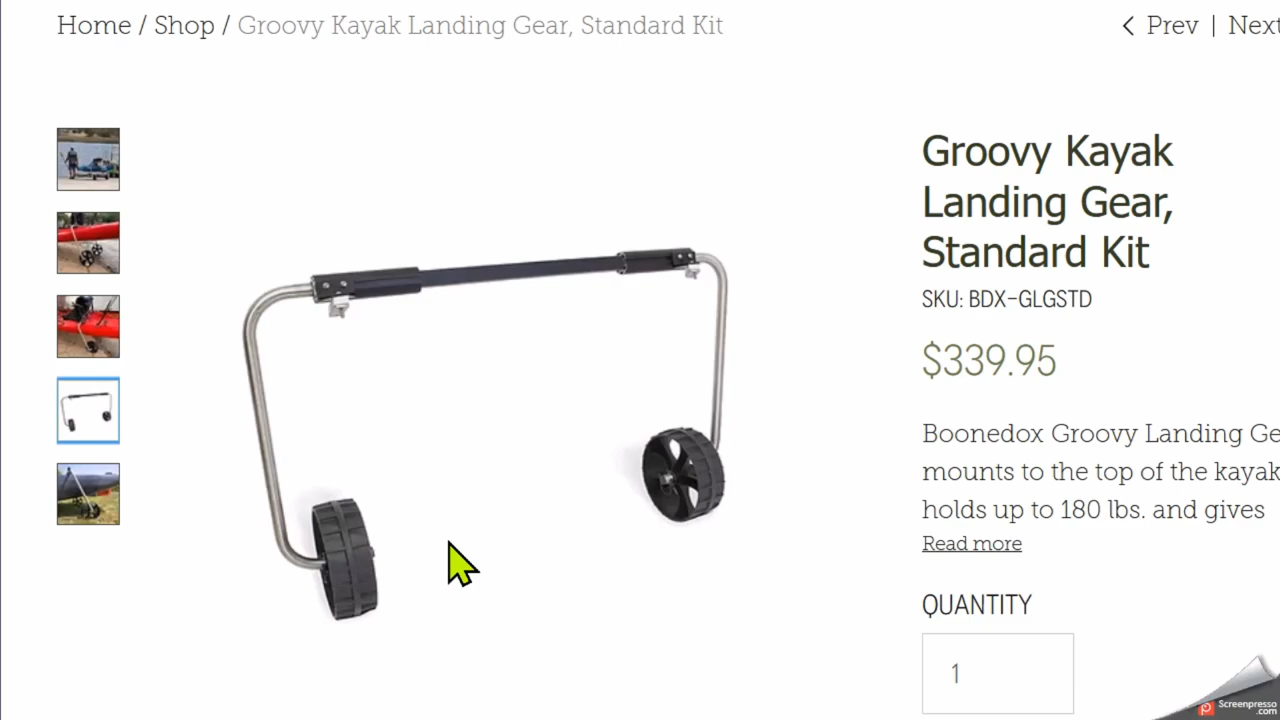 Home / Shop / Groovy Kayak Landing Gear, Standard Kit
< Prev | Next
Groovy Kayak
Landing Gear,
Standard Kit
SKU: BDX-GLGSTD
$339.95
Boonedox Groovy Landing Ge
mounts to the top of the kayak
holds up to 180 lbs. and gives
Read more
QUANTITY
1
Screenpresso
.com